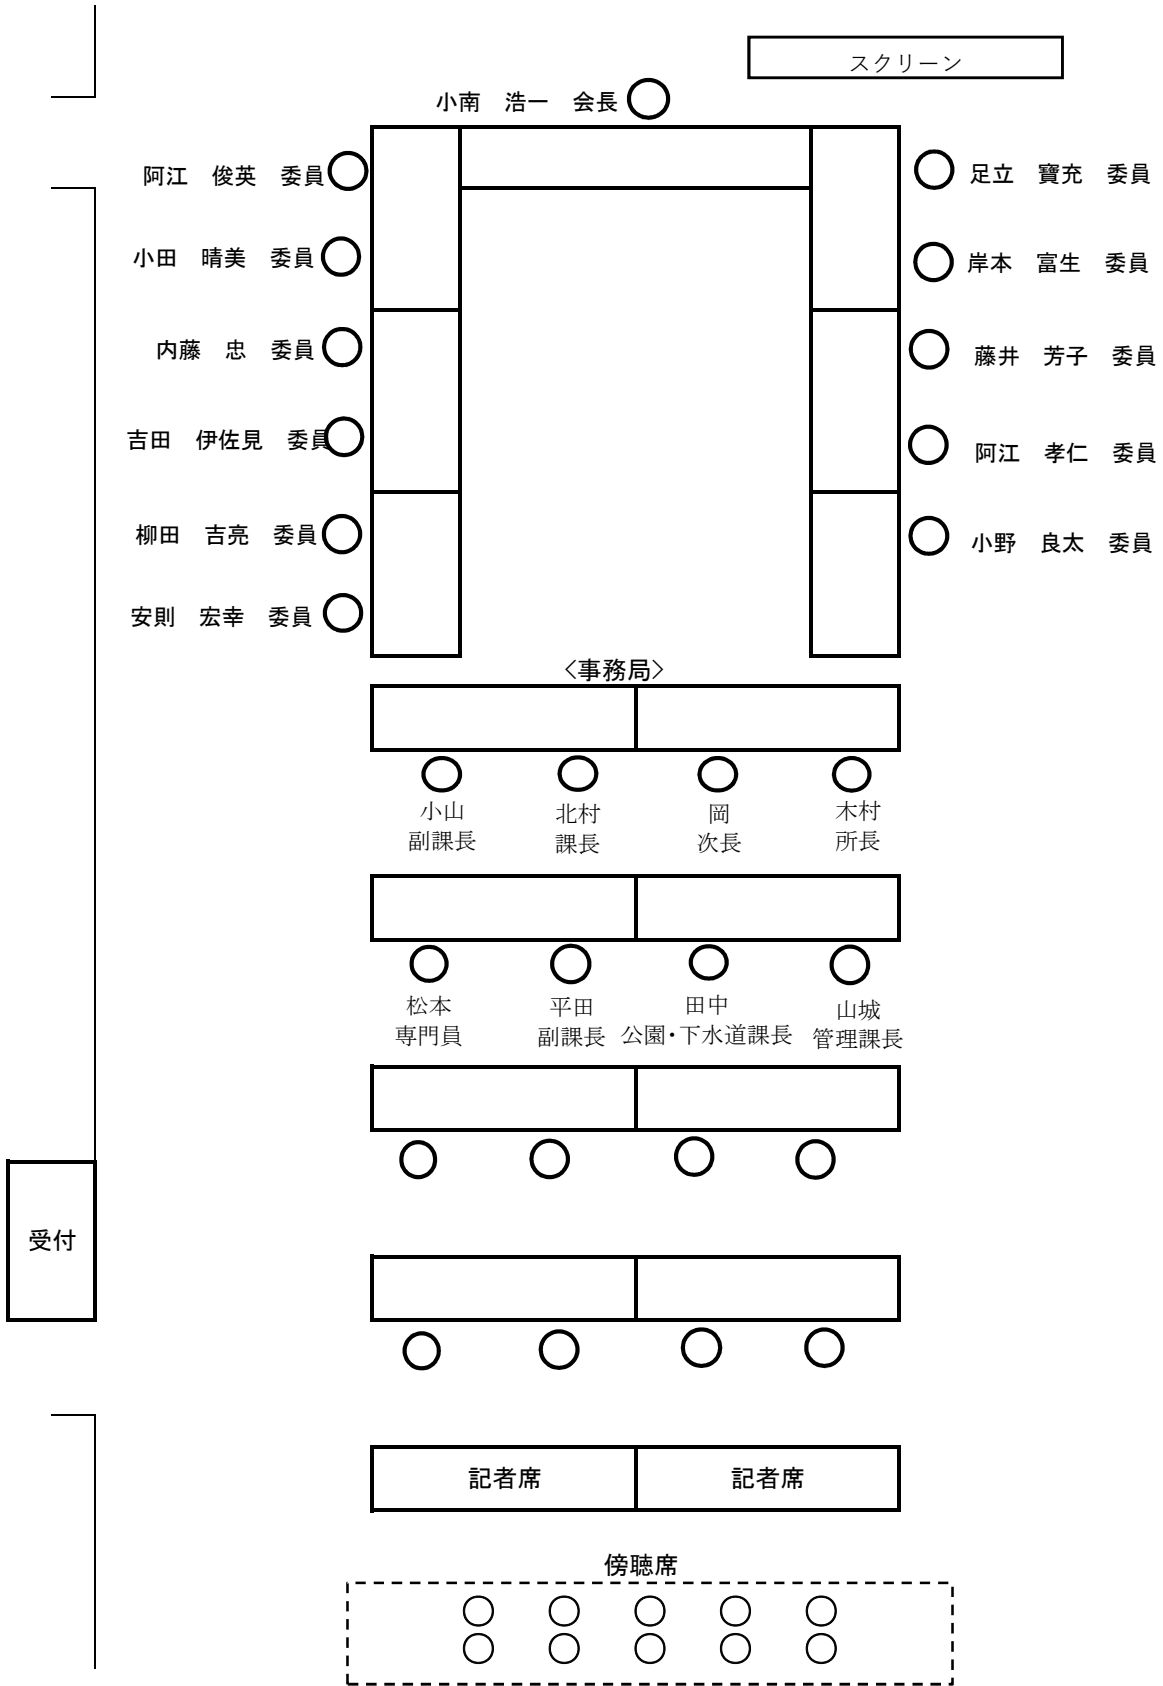 スクリーン
小南　浩一　会長
阿江　俊英　委員
足立　寶充　委員
小田　晴美　委員
岸本　富生　委員
内藤　忠　委員
藤井　芳子　委員
吉田　伊佐見　委員
阿江　孝仁　委員
柳田　吉亮　委員
小野　良太　委員
安則　宏幸　委員
〈事務局〉
小山
副課長
北村
課長
岡
次長
木村
所長
松本
専門員
平田
副課長
田中
公園・下水道課長
山城
管理課長
受付
記者席
記者席
傍聴席